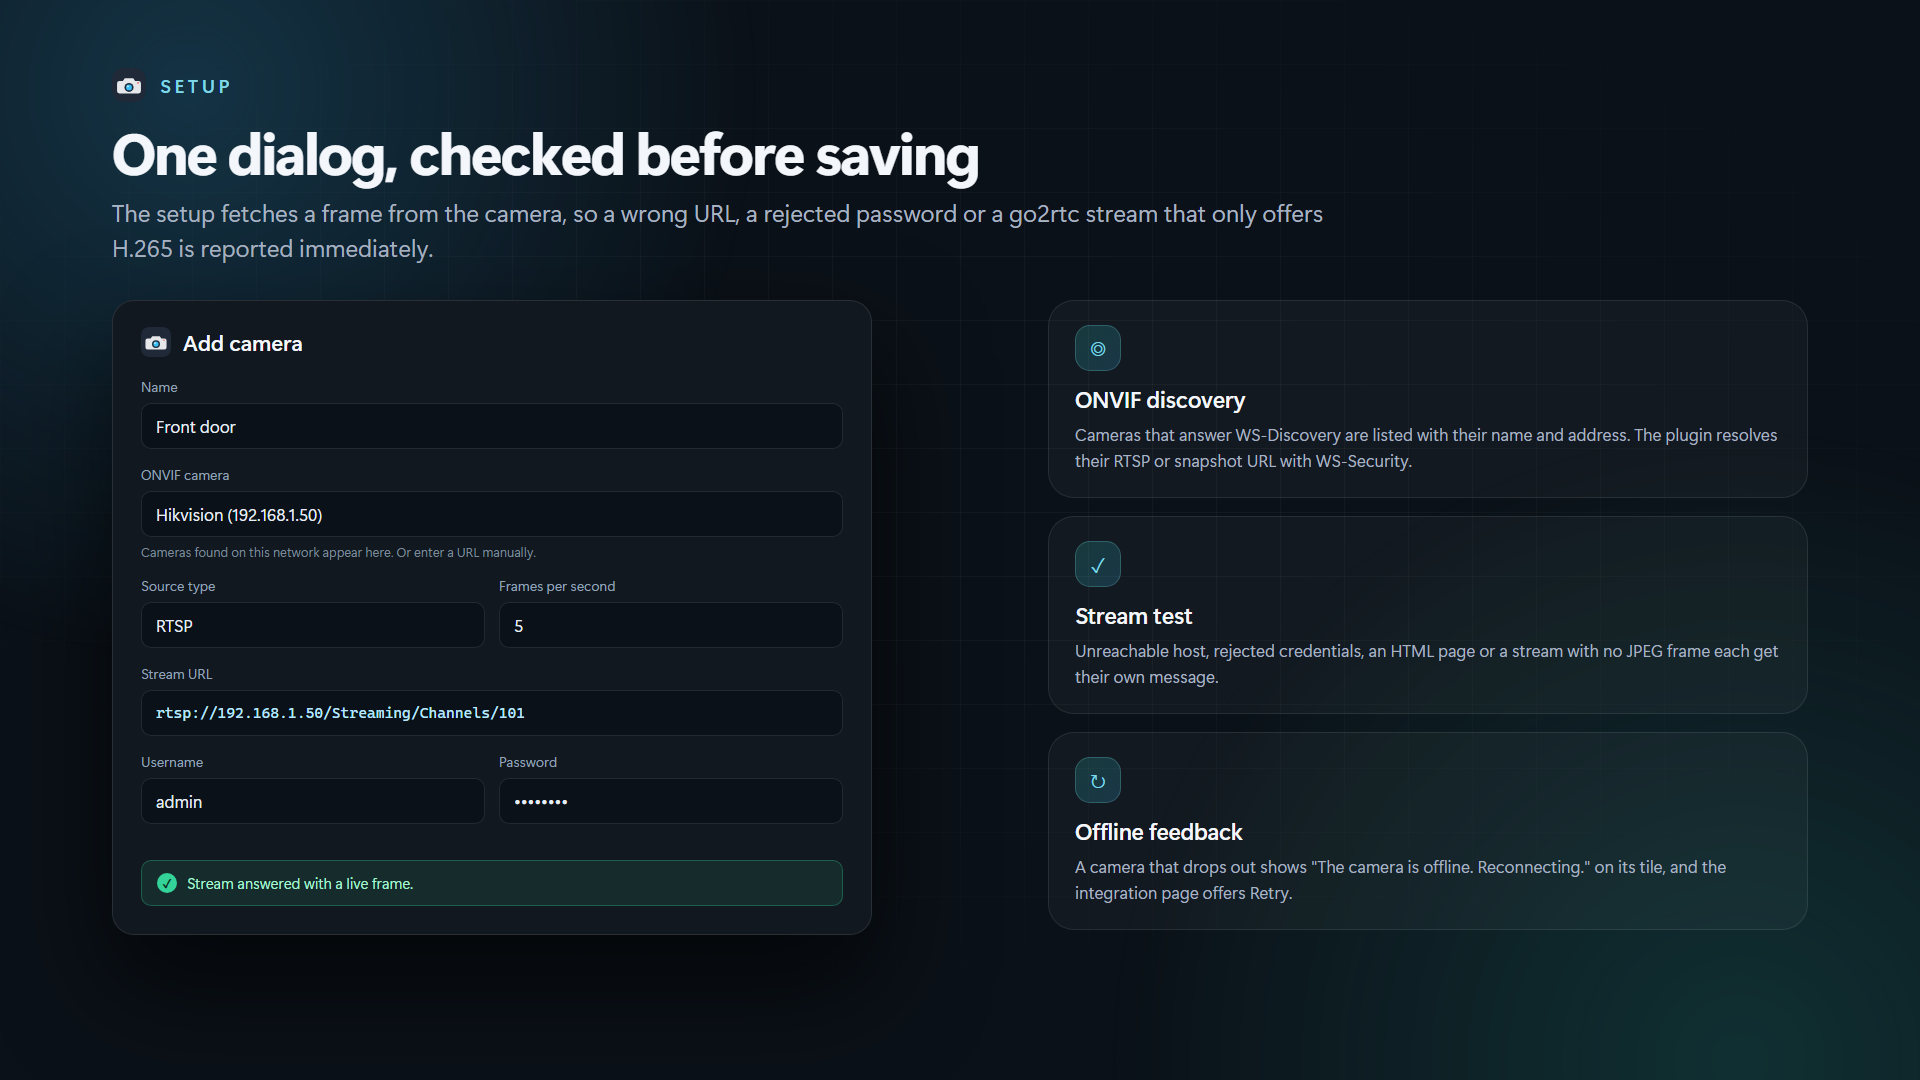 SETUP
One dialog, checked before saving
The setup fetches a frame from the camera, so a wrong URL, a rejected password or a go2rtc stream that only offers
H.265 is reported immediately.
Add camera
Name
Front door
ONVIF camera
Hikvision (192.168.1.50)
Cameras found on this network appear here. Or enter a URL manually.
Source type
Frames per second
RTSP
5
Stream URL
rtsp://192.168.1.50/Streaming/Channels/101
Username
Password
admin
••••••••
Stream answered with a live frame.
ONVIF discovery
Cameras that answer WS-Discovery are listed with their name and address. The plugin resolves
their RTSP or snapshot URL with WS-Security.
Stream test
Unreachable host, rejected credentials, an HTML page or a stream with no JPEG frame each get
their own message.
Offline feedback
A camera that drops out shows "The camera is offline. Reconnecting." on its tile, and the
integration page offers Retry.